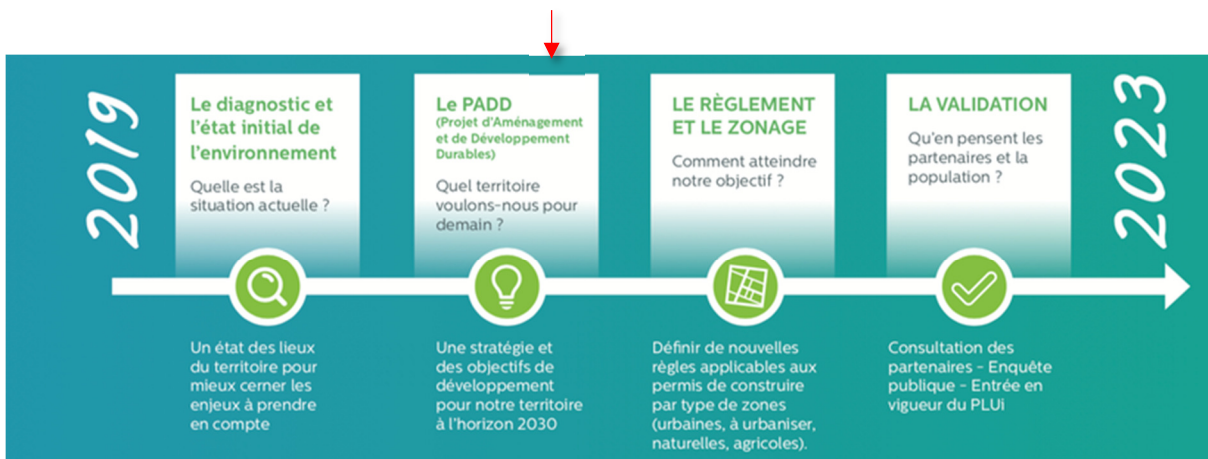 2019
Le diagnostic et
l'état initial de
l'environnement
Quelle est la
situation actuelle ?
Un état des lieux
du territoire pour
mieux cerner les
enjeux à prendre
en compte
Le PADD
(Projet d'Aménagement
et de Développement
Durables)
Quel territoire
voulons-nous pour
demain ?
Une stratégie et
des objectifs de
développement
pour notre territoire
à l'horizon 2030
LE RÈGLEMENT
ET LE ZONAGE
Comment atteindre
notre objectif ?
Définir de nouvelles
règles applicables aux
permis de construire
par type de zones
(urbaines, à urbaniser,
naturelles, agricoles).
LA VALIDATION
Qu'en pensent les
partenaires et la
population ?
Consultation des
partenaires - Enquête
publique - Entrée en
vigueur du PLUi
2023